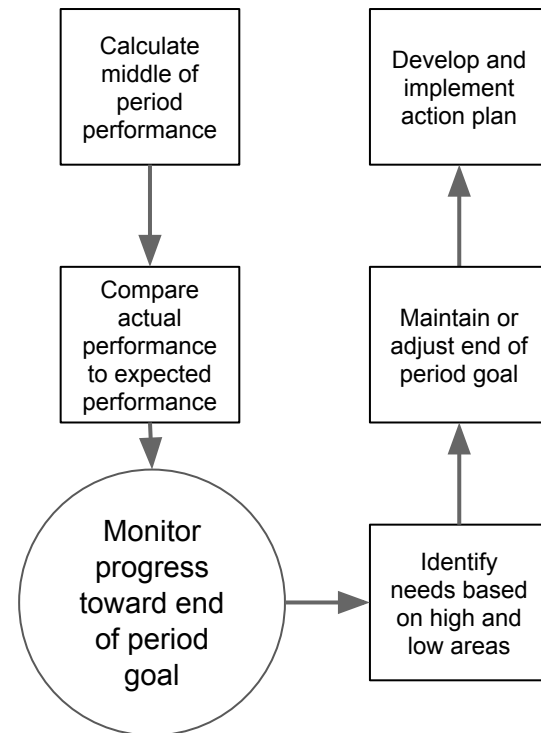 Calculate
middle of
period
performance
Compare
actual
performance
to expected
performance
Monitor
progress
toward end
of period
goal
Identify
needs based
on high and
low areas
Maintain or
adjust end of
period goal
Develop and
implement
action plan